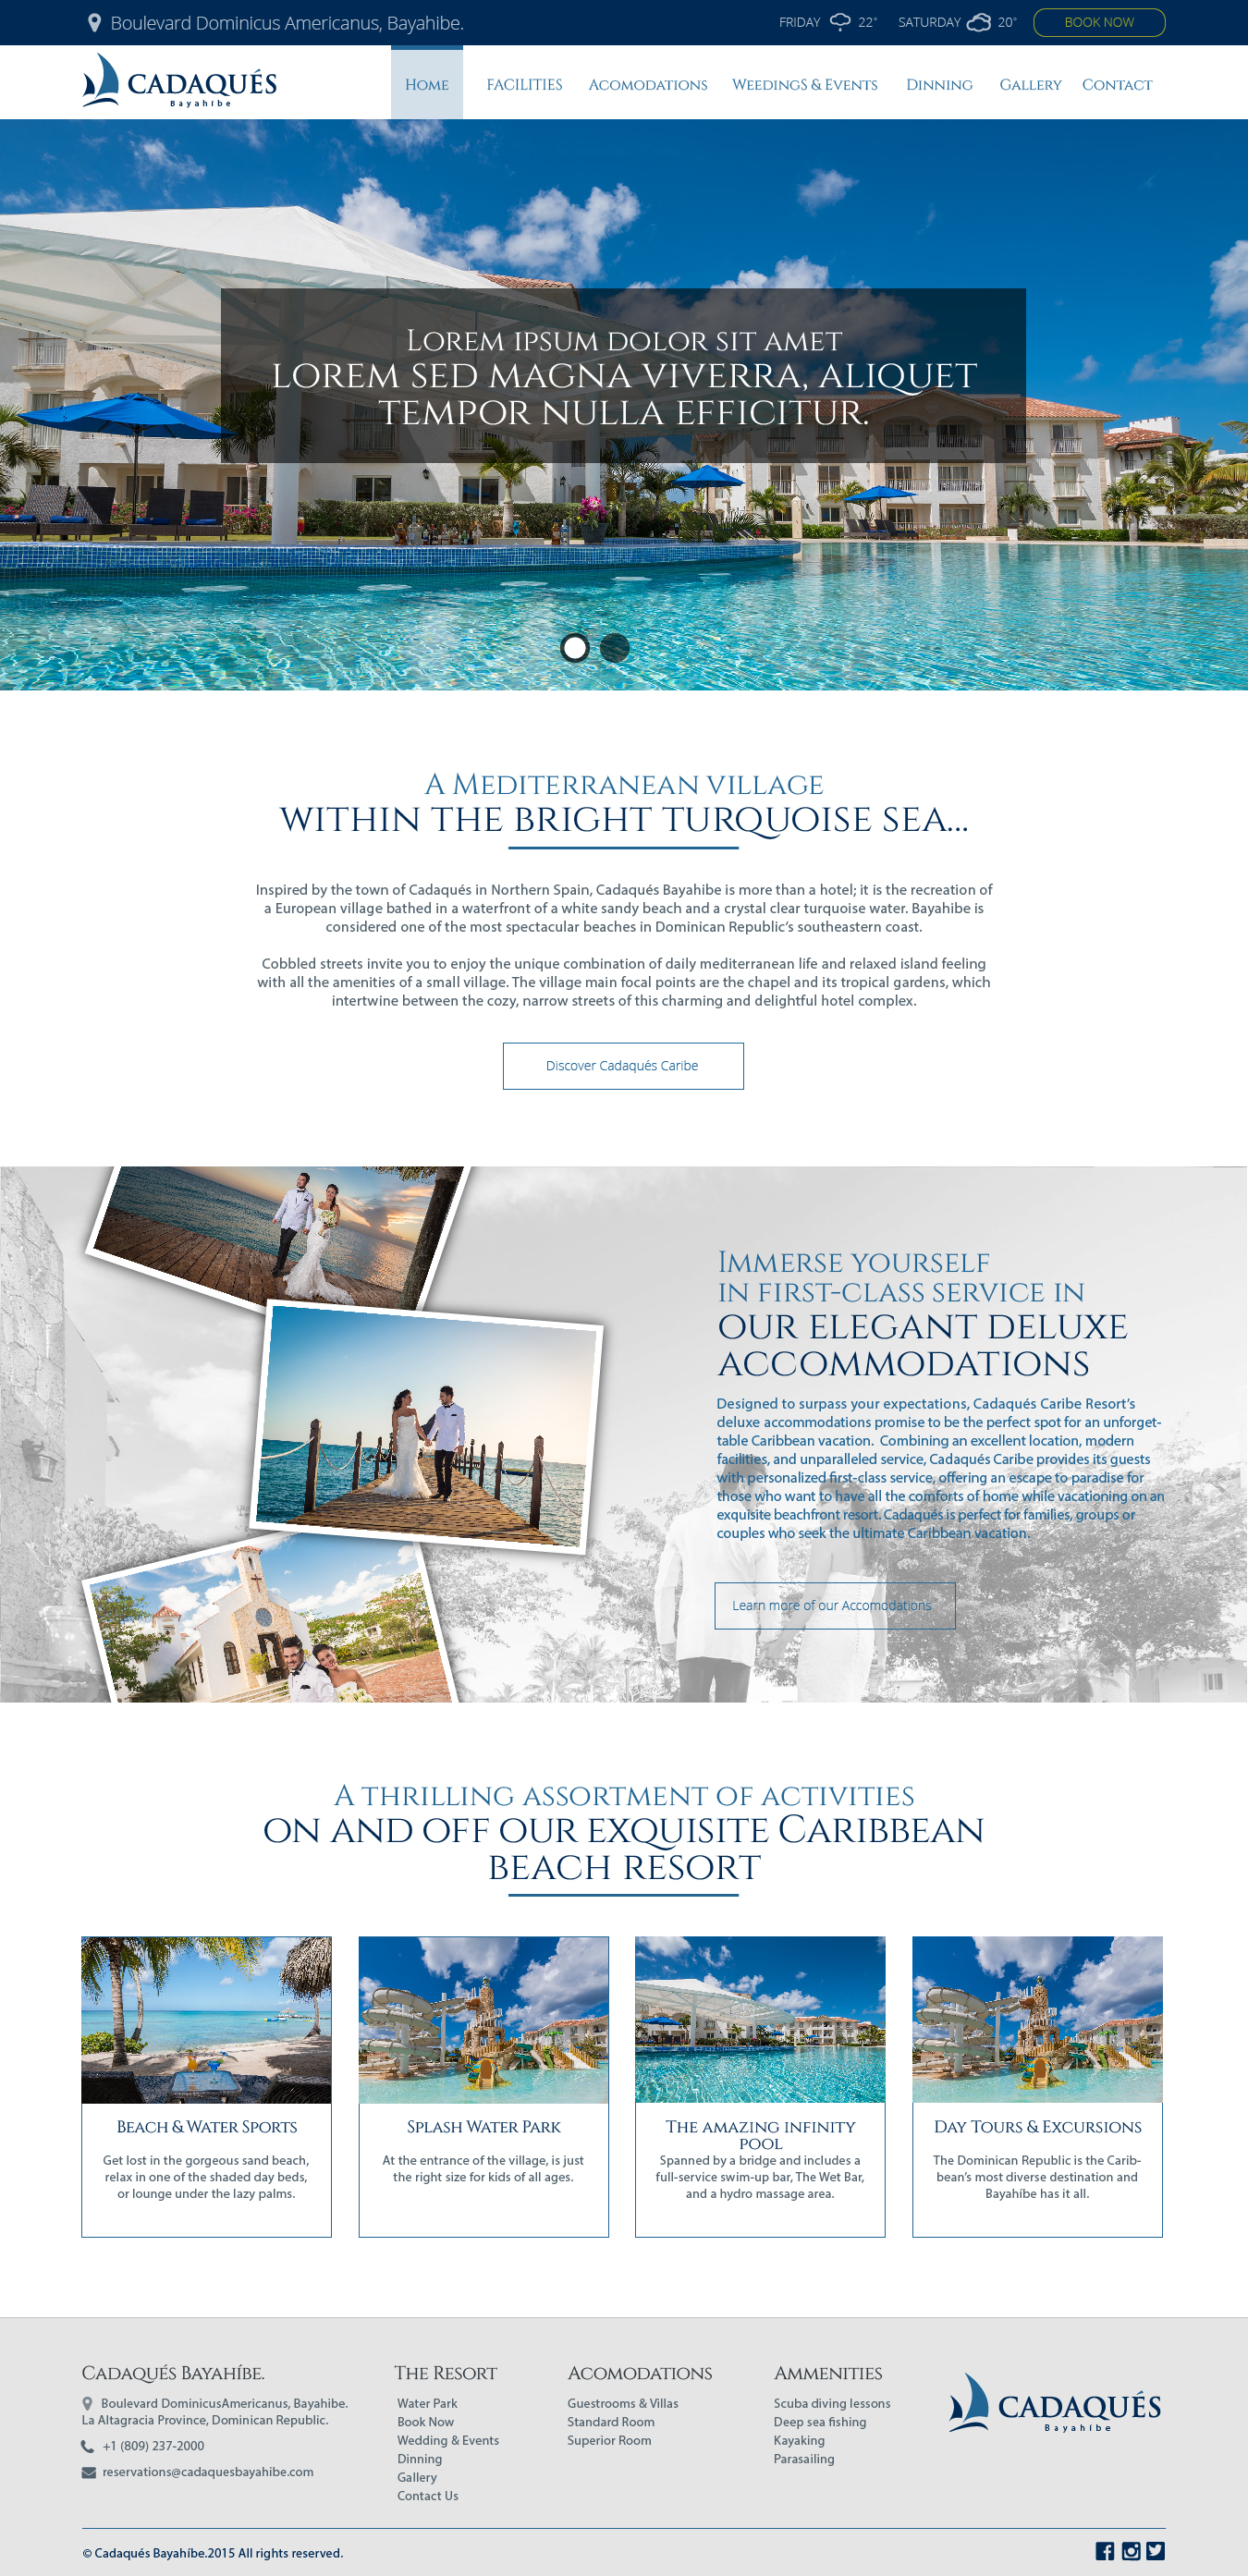 Boulevard Dominicus Americanus, Bayahibe.
FRIDAY 22° SATURDAY 20° BOOK NOW
CADAQUÉS
Bayahíbe
Home FACILITIES Acomodations WeedingS & Events Dinning Gallery Contact
Lorem ipsum dolor sit amet
lorem sed magna viverra, aliquet
tempor nulla efficitur.
A Mediterranean village
within the bright turquoise sea...
Inspired by the town of Cadaqués in Northern Spain, Cadaqués Bayahibe is more than a hotel; it is the recreation of
a European village bathed in a waterfront of a white sandy beach and a crystal clear turquoise water. Bayahibe is
considered one of the most spectacular beaches in Dominican Republic’s southeastern coast.
Cobbled streets invite you to enjoy the unique combination of daily mediterranean life and relaxed island feeling
with all the amenities of a small village. The village main focal points are the chapel and its tropical gardens, which
intertwine between the cozy, narrow streets of this charming and delightful hotel complex.
Discover Cadaqués Caribe
Immerse yourself
in first-class service in
our elegant deluxe
accommodations
Designed to surpass your expectations, Cadaqués Caribe Resort’s
deluxe accommodations promise to be the perfect spot for an unforget-
table Caribbean vacation.  Combining an excellent location, modern
facilities, and unparalleled service, Cadaqués Caribe provides its guests
with personalized first-class service, offering an escape to paradise for
those who want to have all the comforts of home while vacationing on an
exquisite beachfront resort. Cadaqués is perfect for families, groups or
couples who seek the ultimate Caribbean vacation.
Learn more of our Accomodations
A thrilling assortment of activities
on and off our exquisite Caribbean
beach resort
Beach & Water Sports
Get lost in the gorgeous sand beach,
relax in one of the shaded day beds,
or lounge under the lazy palms.
Splash Water Park
At the entrance of the village, is just
the right size for kids of all ages.
The amazing infinity
pool
Spanned by a bridge and includes a
full-service swim-up bar, The Wet Bar,
and a hydro massage area.
Day Tours & Excursions
The Dominican Republic is the Carib-
bean’s most diverse destination and
Bayahíbe has it all.
Cadaqués Bayahíbe.
Boulevard DominicusAmericanus, Bayahibe.
La Altagracia Province, Dominican Republic.
+1 (809) 237-2000
reservations@cadaquesbayahibe.com
The Resort
Water Park
Book Now
Wedding & Events
Dinning
Gallery
Contact Us
Acomodations
Guestrooms & Villas
Standard Room
Superior Room
Ammenities
Scuba diving lessons
Deep sea fishing
Kayaking
Parasailing
CADAQUÉS
Bayahíbe
© Cadaqués Bayahíbe.2015 All rights reserved.